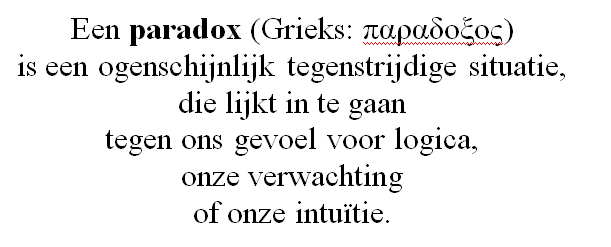 Een paradox (Grieks: παραδοξος)
is een ogenschijnlijk tegenstrijdige situatie,
die lijkt in te gaan
tegen ons gevoel voor logica,
onze verwachting
of onze intuïtie.